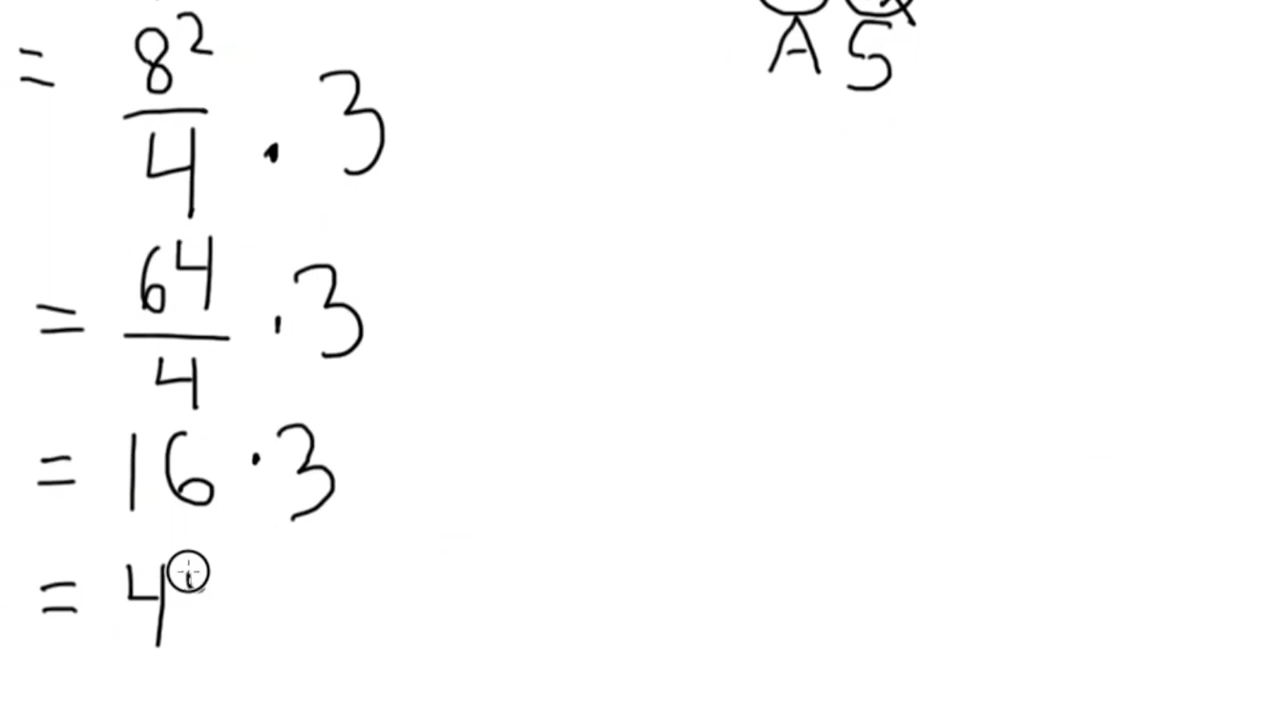 = 8² / 4 · 3
= 64 / 4 · 3
= 16 · 3
= 4
A S